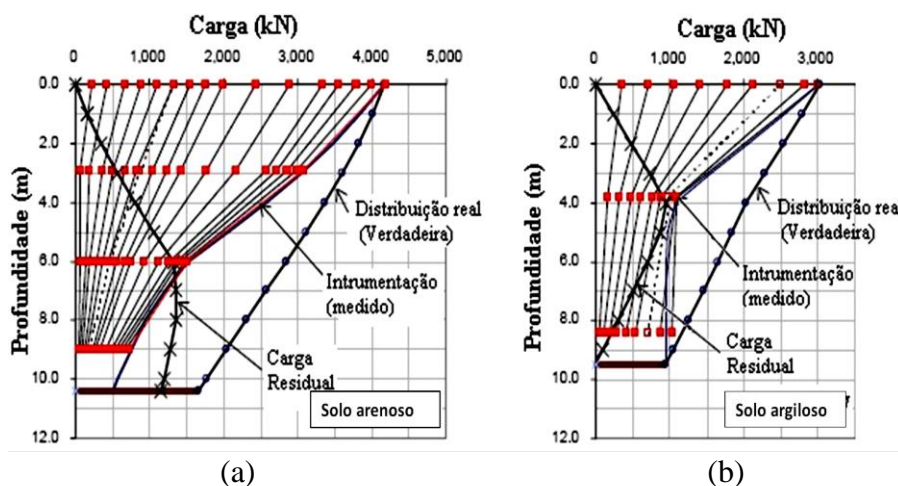 Carga (kN)
0 1,000 2,000 3,000 4,000 5,000
0.0
2.0
4.0
6.0
8.0
10.0
12.0
Profundidade (m)
Distribuição real
(Verdadeira)
Intrumentação
(medido)
Carga
Residual
Solo arenoso
(a)
Carga (kN)
0 1,000 2,000 3,000
0.0
2.0
4.0
6.0
8.0
10.0
12.0
Profundidade (m)
Distribuição real
(Verdadeira)
Intrumentação
(medido)
Carga
Residual
Solo argiloso
(b)